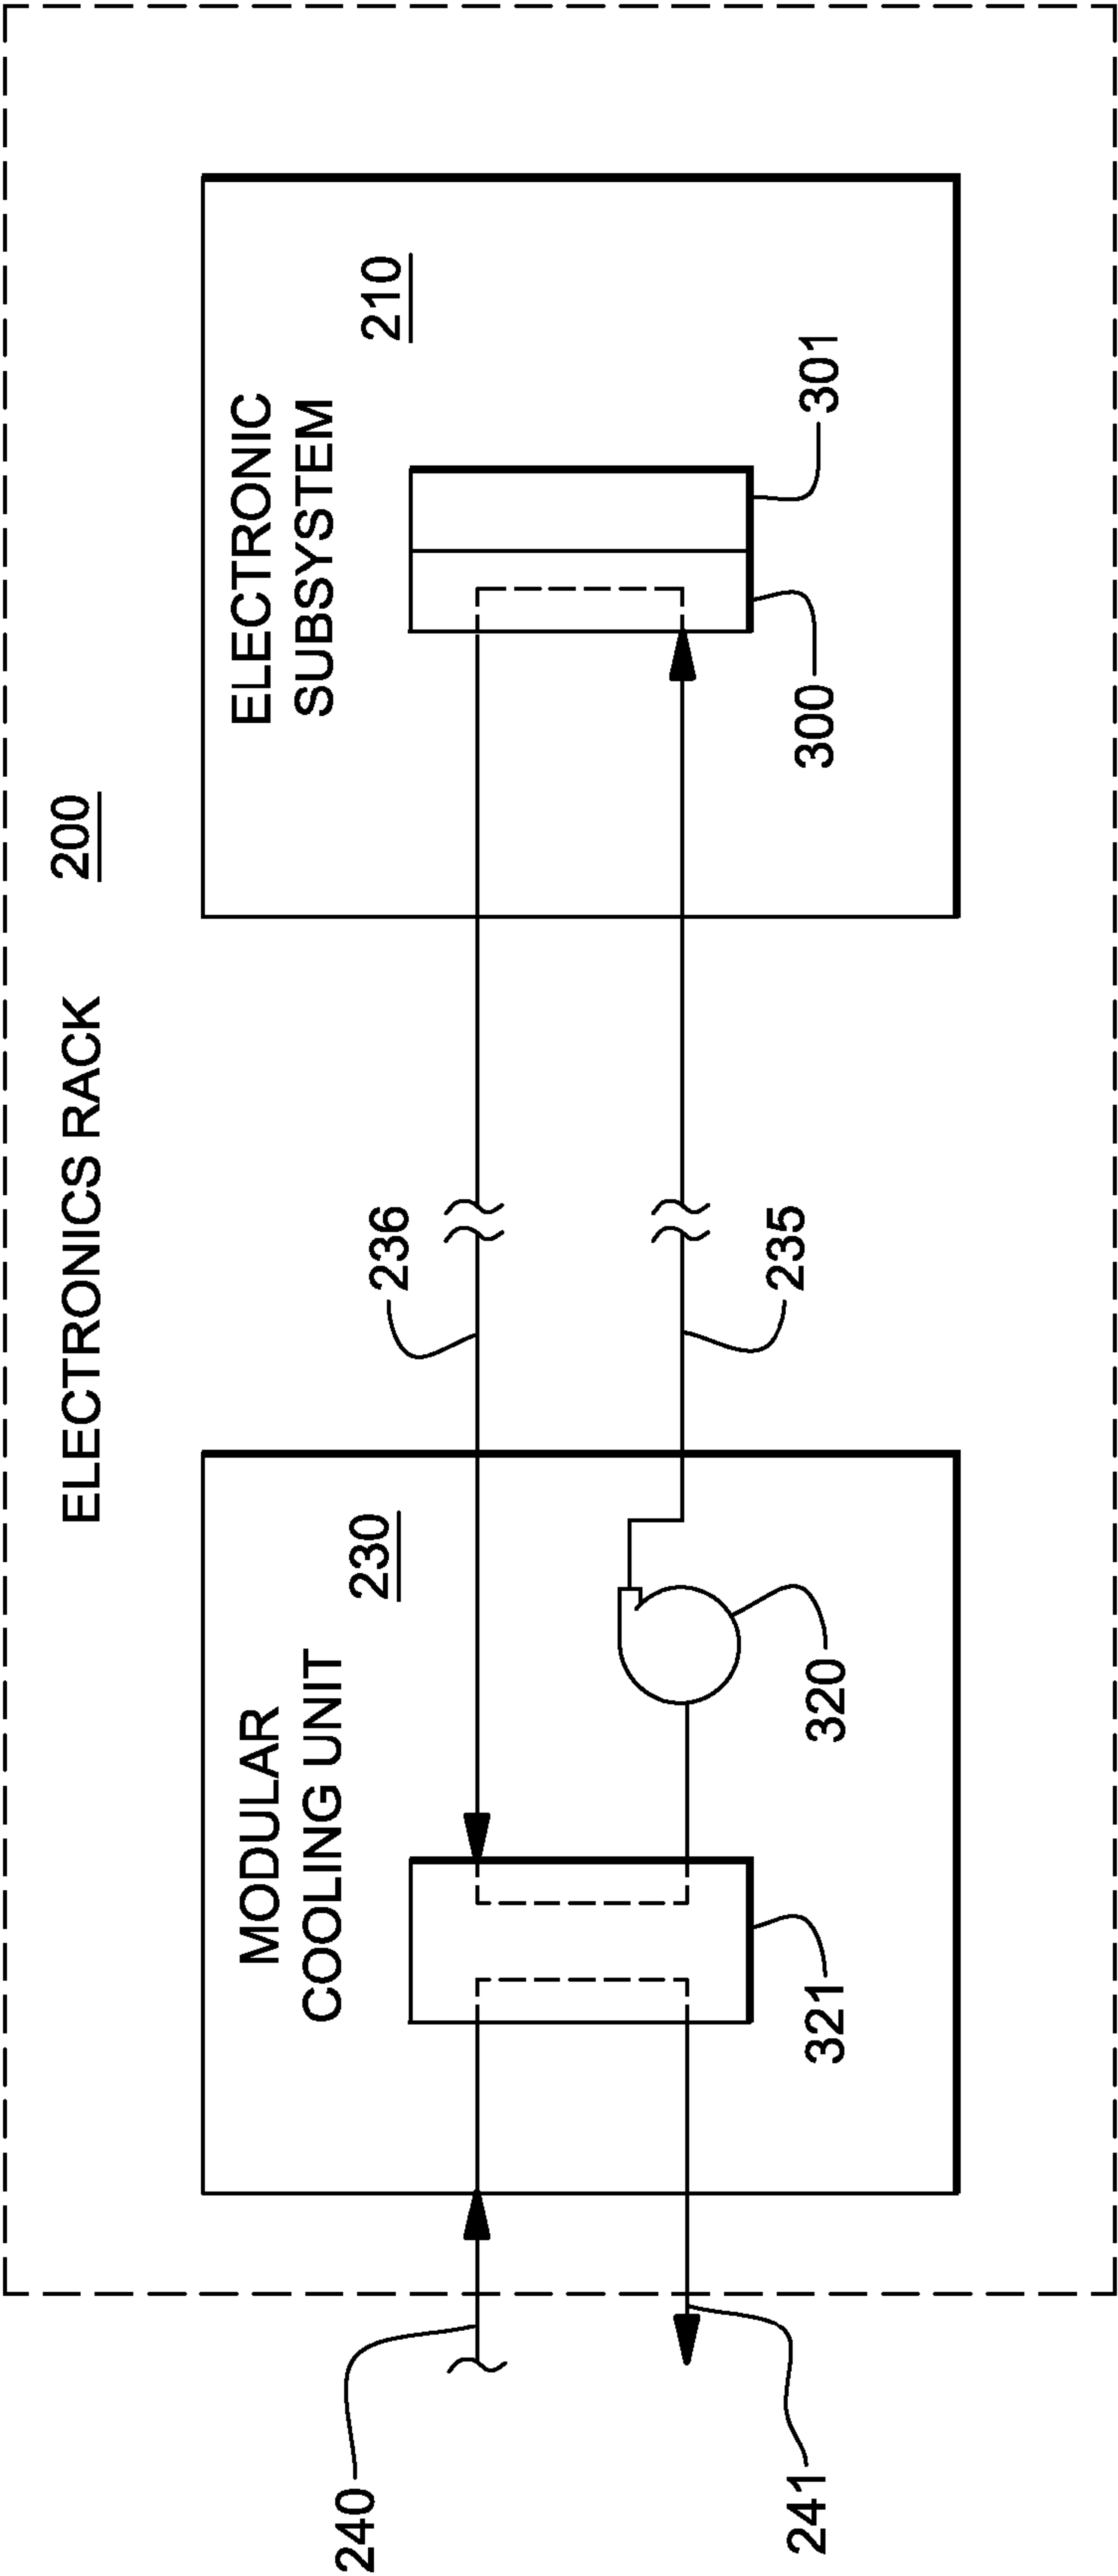 ELECTRONICS RACK
200
MODULAR
COOLING UNIT
230
ELECTRONIC
SUBSYSTEM
210
236
235
240
241
320
321
300
301